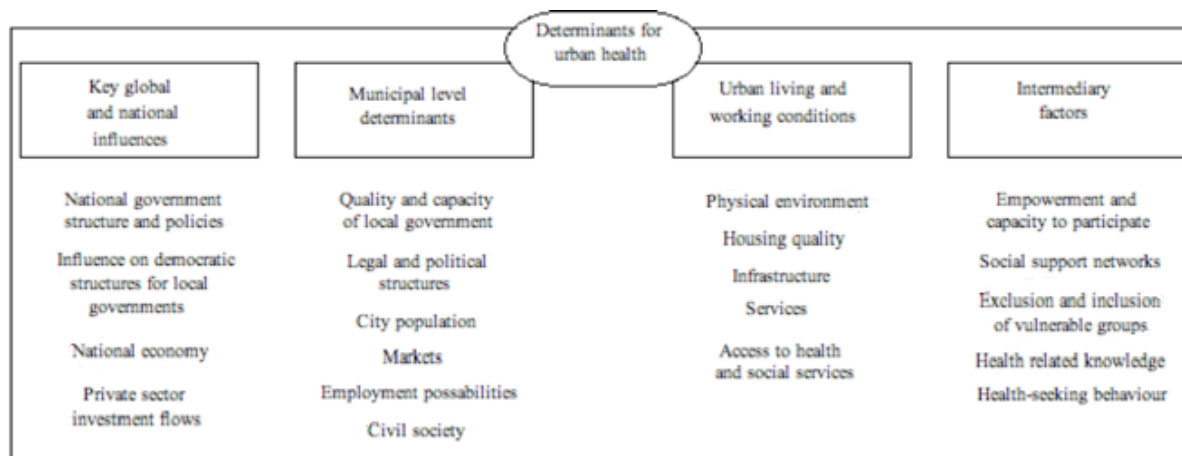 Determinants for
urban health
Key global
and national
influences
National government
structure and policies
Influence on democratic
structures for local
governments
National economy
Private sector
investment flows
Municipal level
determinants
Quality and capacity
of local government
Legal and political
structures
City population
Markets
Employment possabilities
Civil society
Urban living and
working conditions
Physical environment
Housing quality
Infrastructure
Services
Access to health
and social services
Intermediary
factors
Empowerment and
capacity to participate
Social support networks
Exclusion and inclusion
of vulnerable groups
Health related knowledge
Health-seeking behaviour